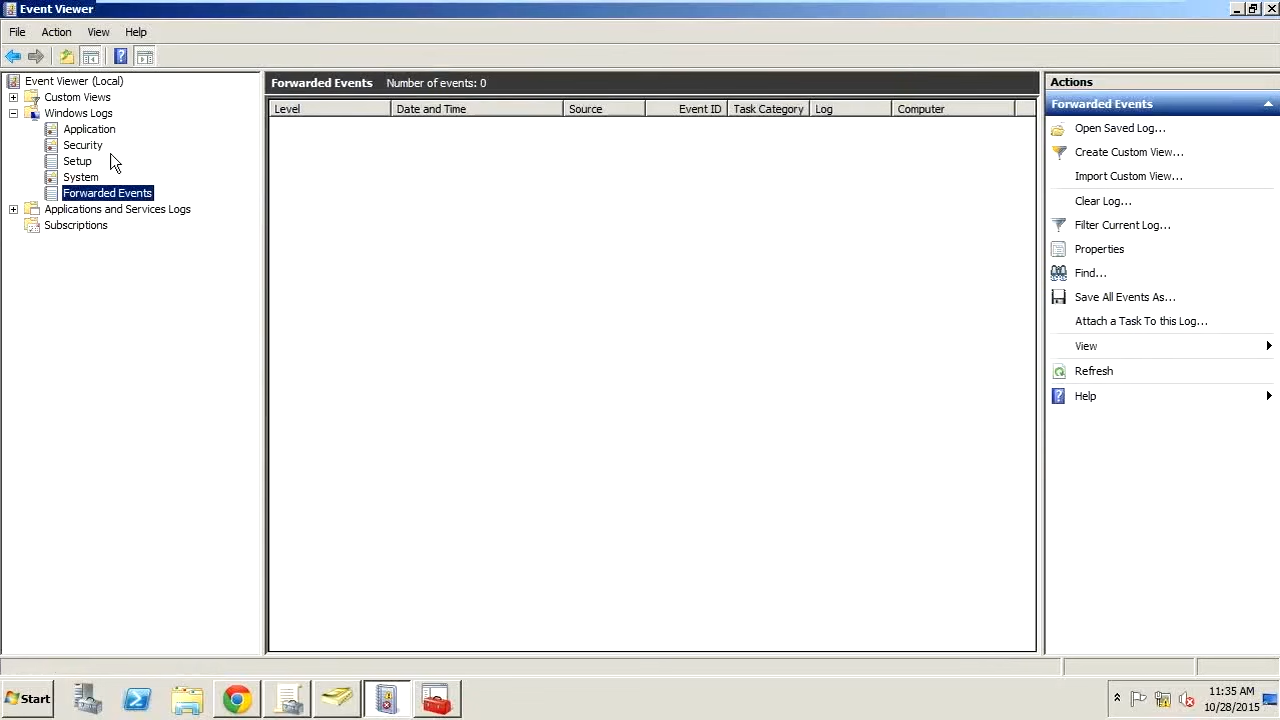 Event Viewer
File Action View Help
Event Viewer (Local)
Custom Views
Windows Logs
Application
Security
Setup
System
Forwarded Events
Applications and Services Logs
Subscriptions
Forwarded Events Number of events: 0
Level Date and Time Source Event ID Task Category Log Computer
Actions
Forwarded Events
Open Saved Log...
Create Custom View...
Import Custom View...
Clear Log...
Filter Current Log...
Properties
Find...
Save All Events As...
Attach a Task To this Log...
View
Refresh
Help
Start
11:35 AM
10/28/2015